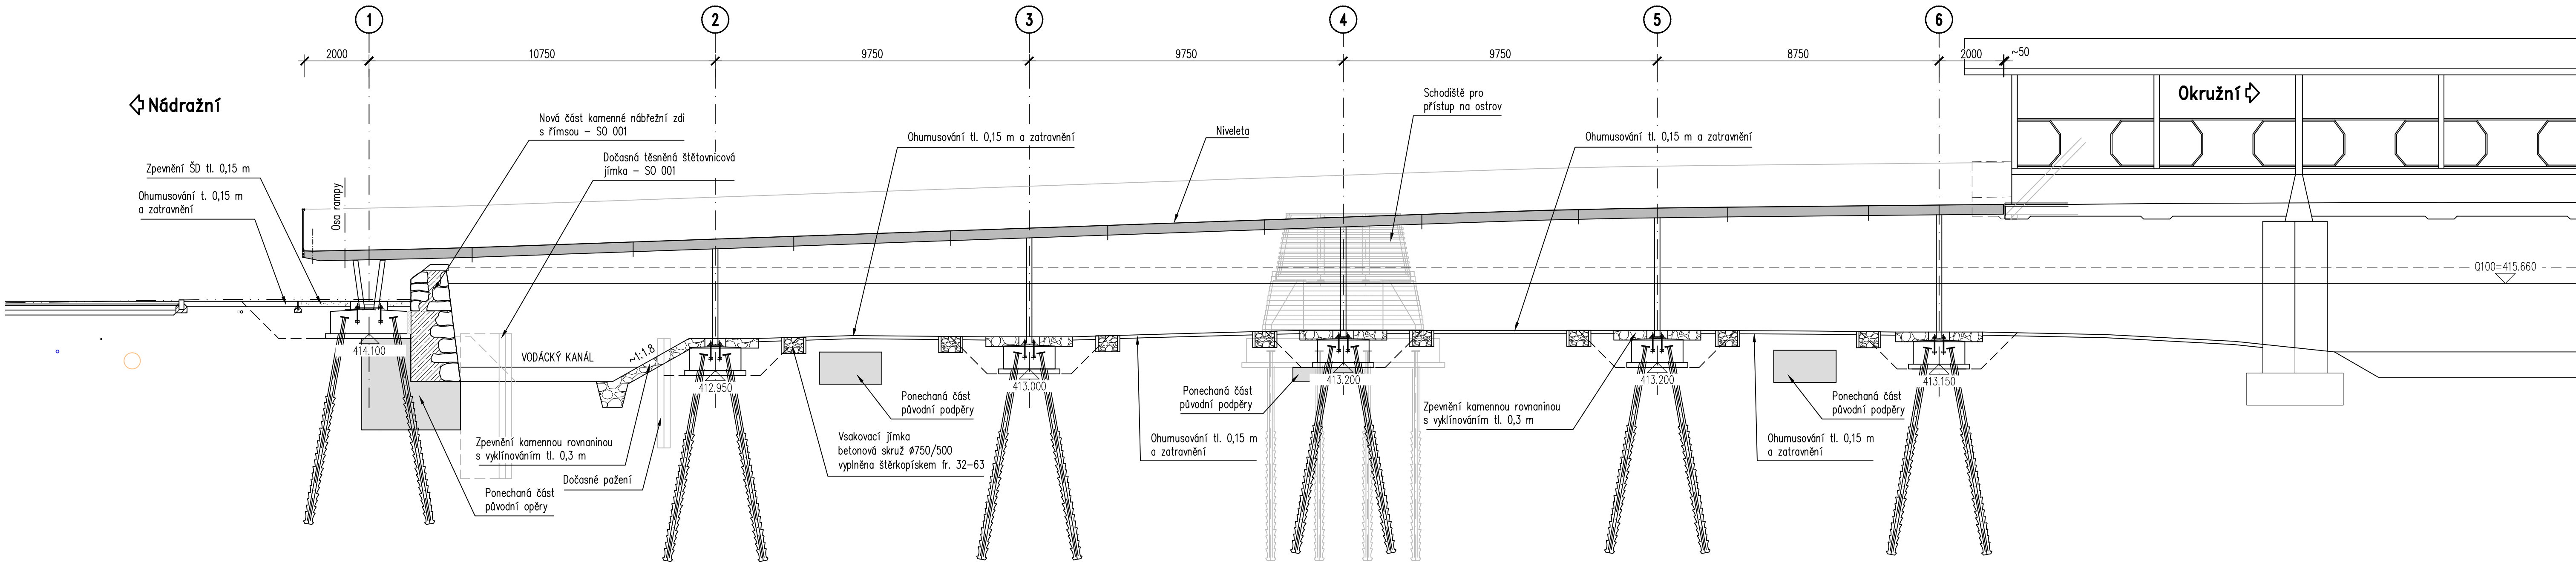 1
2
3
4
5
6
2000
10750
9750
9750
9750
8750
2000
~50
Nádražní
Okružní
Nová část kamenné nábřežní zdi
s římsou – SO 001
Dočasná těsněná štětovnicová
jímka – SO 001
Ohumusování tl. 0,15 m a zatravnění
Niveleta
Schodiště pro
přístup na ostrov
Ohumusování tl. 0,15 m a zatravnění
Zpevnění ŠD tl. 0,15 m
Ohumusování t. 0,15 m
a zatravnění
Osa rampy
Q100=415.660
414.100
VODÁCKÝ KANÁL
~1:1.8
412.950
413.000
413.200
413.200
413.150
Ponechaná část
původní podpěry
Ponechaná část
původní podpěry
Ponechaná část
původní podpěry
Zpevnění kamennou rovnaninou
s vyklínováním tl. 0,3 m
Zpevnění kamennou rovnaninou
s vyklínováním tl. 0,3 m
Vsakovací jímka
betonová skruž ø750/500
vyplněna štěrkopískem fr. 32-63
Ohumusování tl. 0,15 m
a zatravnění
Ohumusování tl. 0,15 m
a zatravnění
Dočasné pažení
Ponechaná část
původní opěry